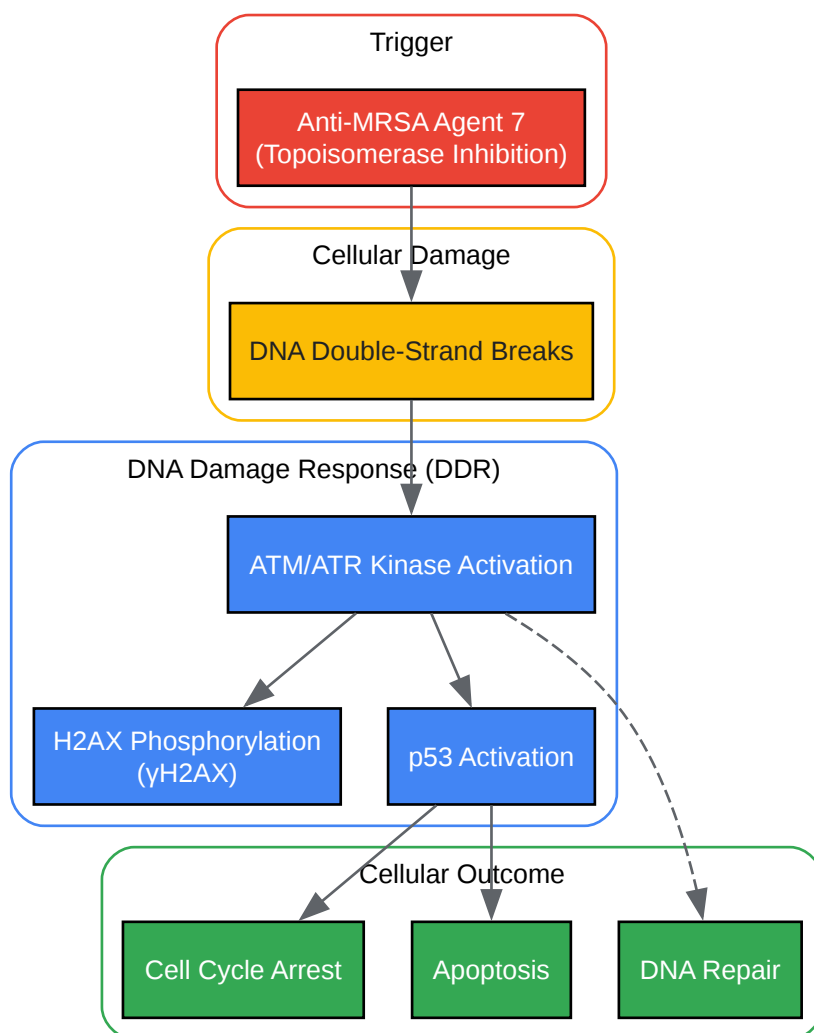 Trigger
Anti-MRSA Agent 7
(Topoisomerase Inhibition)
Cellular Damage
DNA Double-Strand Breaks
DNA Damage Response (DDR)
ATM/ATR Kinase Activation
H2AX Phosphorylation
(γH2AX)
p53 Activation
Cellular Outcome
Cell Cycle Arrest
Apoptosis
DNA Repair